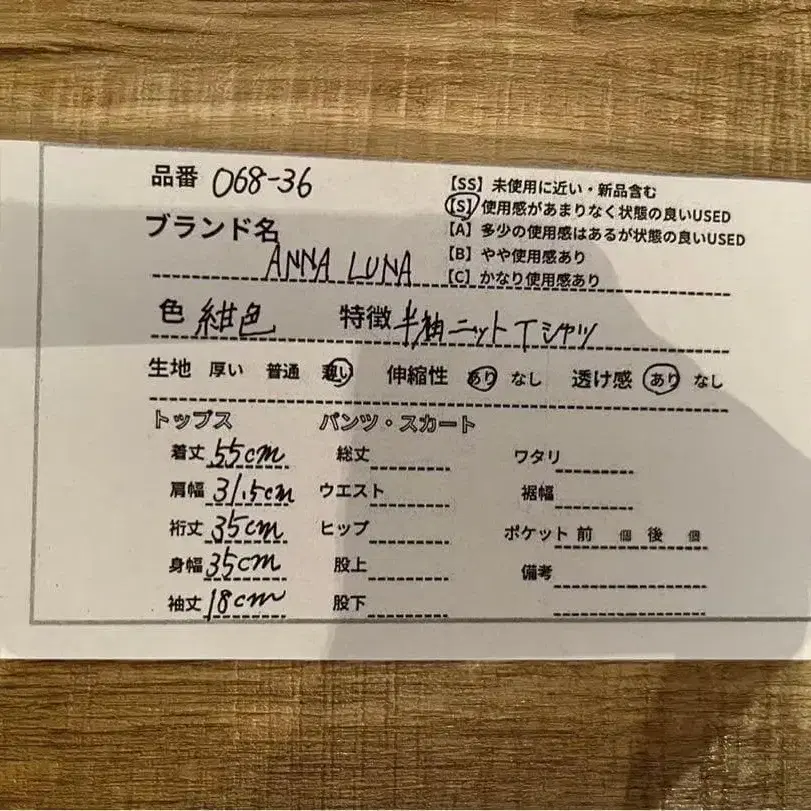 品番 068-36
【SS】未使用に近い・新品含む
【S】使用感があまりなく状態の良いUSED
【A】多少の使用感はあるが状態の良いUSED
【B】やや使用感あり
【C】かなり使用感あり
ブランド名 ANNA LUNA
色 紺色 特徴 半袖ニットTシャツ
生地 厚い 普通 薄い 伸縮性 あり なし 透け感 あり なし
トップス パンツ・スカート
着丈 55cm 総丈 ワタリ
肩幅 31.5cm ウエスト 裾幅
裄丈 35cm ヒップ ポケット 前 個 後 個
身幅 35cm 股上 備考
袖丈 18cm 股下